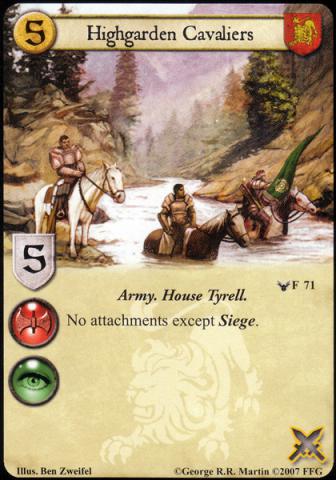 5 Highgarden Cavaliers
5
F 71
Army. House Tyrell.
No attachments except Siege.
Illus. Ben Zweifel ©George R.R. Martin ©2007 FFG